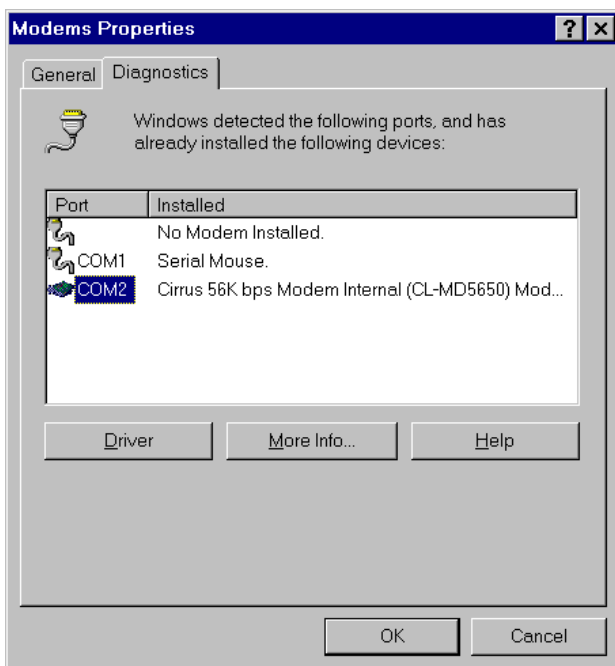 Modems Properties
General Diagnostics
Windows detected the following ports, and has
already installed the following devices:
Port Installed
No Modem Installed.
COM1 Serial Mouse.
COM2 Cirrus 56K bps Modem Internal (CL-MD5650) Mod...
Driver More Info... Help
OK Cancel